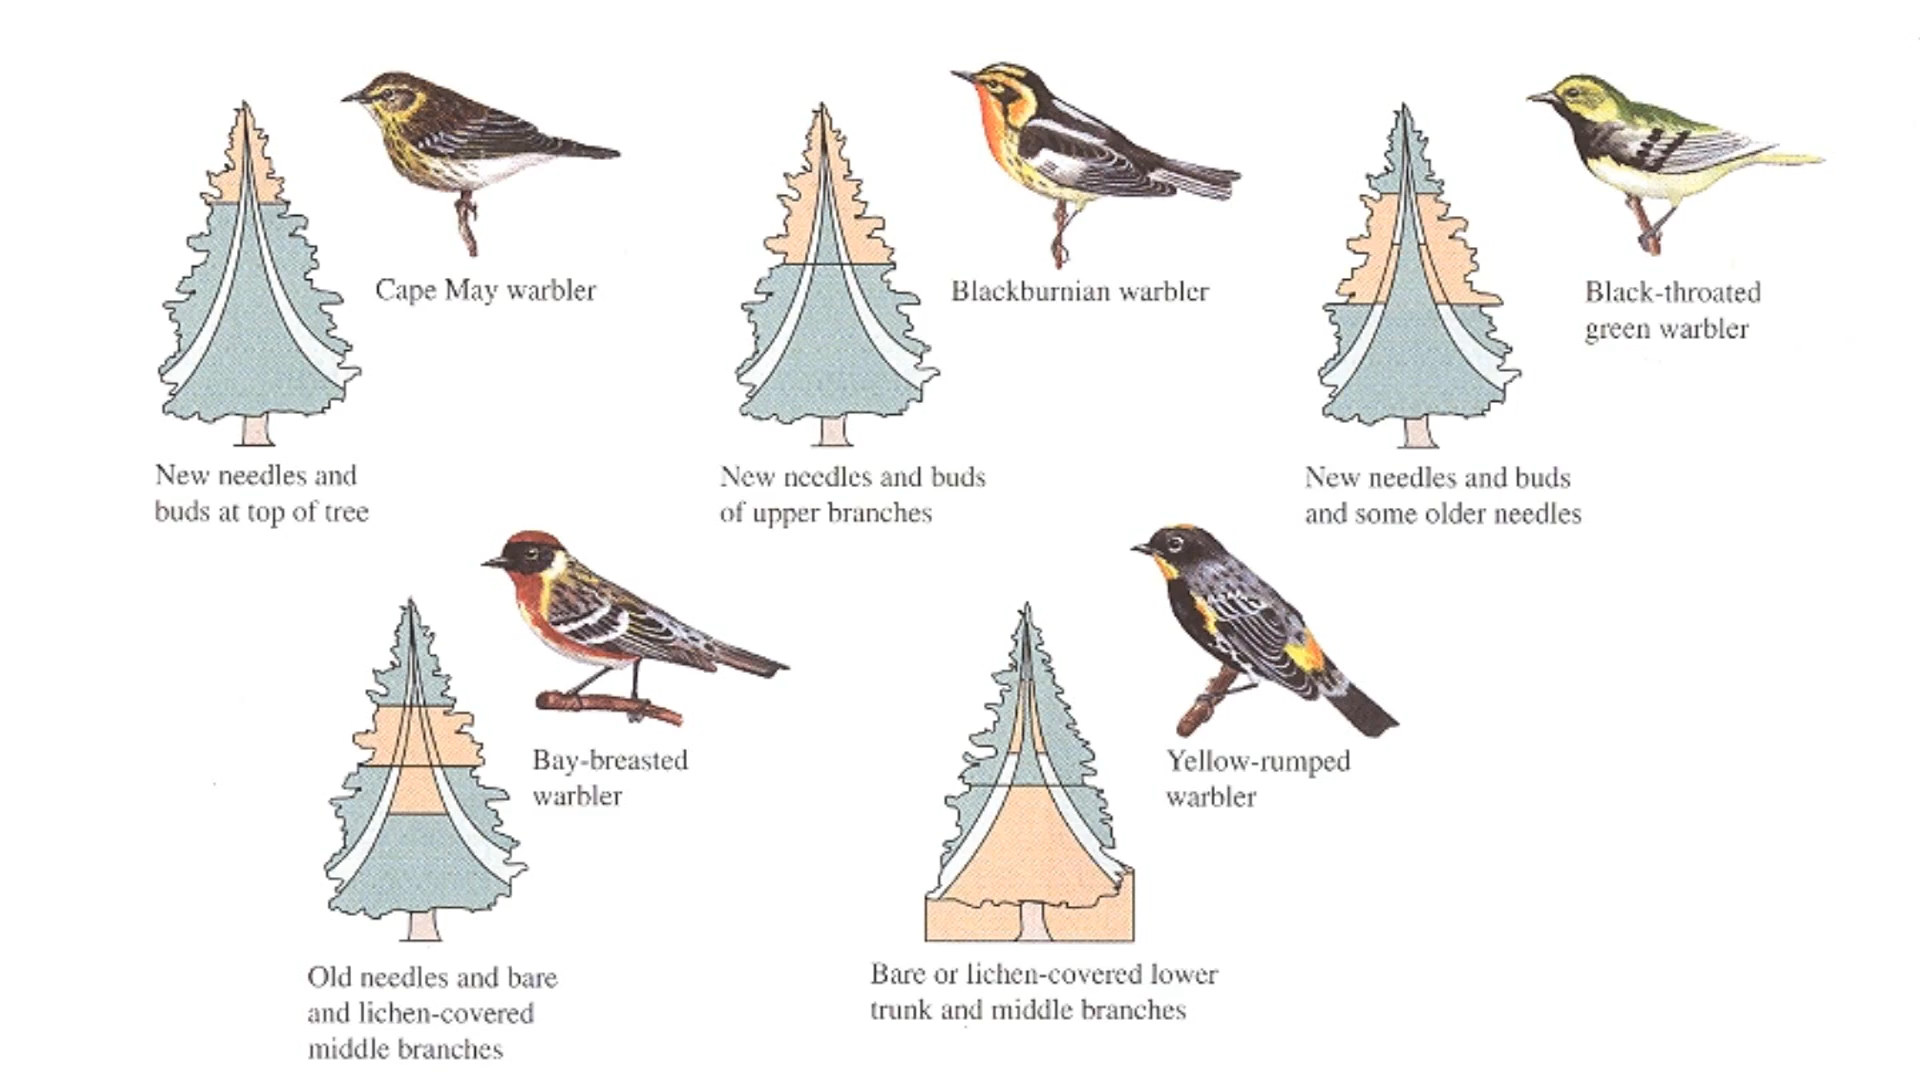 Cape May warbler
Blackburnian warbler
Black-throated
green warbler
New needles and
buds at top of tree
New needles and buds
of upper branches
New needles and buds
and some older needles
Bay-breasted
warbler
Yellow-rumped
warbler
Old needles and bare
and lichen-covered
middle branches
Bare or lichen-covered lower
trunk and middle branches